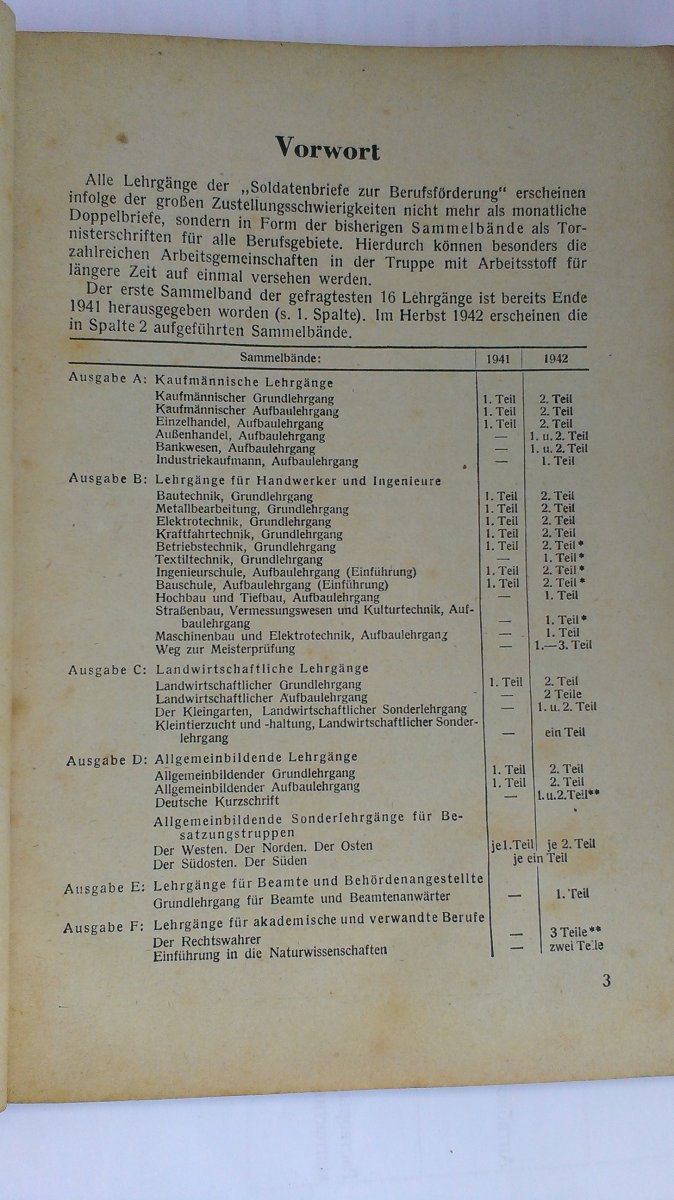 Vorwort
Alle Lehrgänge der „Soldatenbriefe zur Berufsförderung“ erscheinen
infolge der großen Zustellungsschwierigkeiten nicht mehr als monatliche
Doppelbriefe, sondern in Form der bisherigen Sammelbände als Tor-
nisterschriften für alle Berufsgebiete. Hierdurch können besonders die
zahlreichen Arbeitsgemeinschaften in der Truppe mit Arbeitsstoff für
längere Zeit auf einmal versehen werden.
Der erste Sammelband der gefragtesten 16 Lehrgänge ist bereits Ende
1941 herausgegeben worden (s. 1. Spalte). Im Herbst 1942 erscheinen die
in Spalte 2 aufgeführten Sammelbände.
Sammelbände: 1941 1942
Ausgabe A: Kaufmännische Lehrgänge
Kaufmännischer Grundlehrgang 1. Teil 2. Teil
Kaufmännischer Aufbaulehrgang 1. Teil 2. Teil
Einzelhandel, Aufbaulehrgang 1. Teil 2. Teil
Außenhandel, Aufbaulehrgang — 1. u. 2. Teil
Bankwesen, Aufbaulehrgang — 1. u. 2. Teil
Industriekaufmann, Aufbaulehrgang — 1. Teil
Ausgabe B: Lehrgänge für Handwerker und Ingenieure
Bautechnik, Grundlehrgang 1. Teil 2. Teil
Metallbearbeitung, Grundlehrgang 1. Teil 2. Teil
Elektrotechnik, Grundlehrgang 1. Teil 2. Teil
Kraftfahrtechnik, Grundlehrgang 1. Teil 2. Teil
Betriebstechnik, Grundlehrgang 1. Teil 2. Teil*
Textiltechnik, Grundlehrgang — 1. Teil*
Ingenieurschule, Aufbaulehrgang (Einführung) 1. Teil 2. Teil*
Bauschule, Aufbaulehrgang (Einführung) 1. Teil 2. Teil*
Hochbau und Tiefbau, Aufbaulehrgang — 1. Teil
Straßenbau, Vermessungswesen und Kulturtechnik, Auf-
baulehrgang — 1. Teil*
Maschinenbau und Elektrotechnik, Aufbaulehrgang — 1. Teil
Weg zur Meisterprüfung — 1.—3. Teil
Ausgabe C: Landwirtschaftliche Lehrgänge
Landwirtschaftlicher Grundlehrgang 1. Teil 2. Teil
Landwirtschaftlicher Aufbaulehrgang — 2 Teile
Der Kleingarten, Landwirtschaftlicher Sonderlehrgang — 1. u. 2. Teil
Kleintierzucht und -haltung, Landwirtschaftlicher Sonder-
lehrgang — ein Teil
Ausgabe D: Allgemeinbildende Lehrgänge
Allgemeinbildender Grundlehrgang 1. Teil 2. Teil
Allgemeinbildender Aufbaulehrgang 1. Teil 2. Teil
Deutsche Kurzschrift — 1.u.2.Teil**
Allgemeinbildende Sonderlehrgänge für Be-
satzungstruppen
Der Westen. Der Norden. Der Osten je1.Teil je 2. Teil
Der Südosten. Der Süden je ein Teil
Ausgabe E: Lehrgänge für Beamte und Behördenangestellte
Grundlehrgang für Beamte und Beamtenanwärter — 1. Teil
Ausgabe F: Lehrgänge für akademische und verwandte Berufe
Der Rechtswahrer — 3 Teile**
Einführung in die Naturwissenschaften — zwei Teile
3